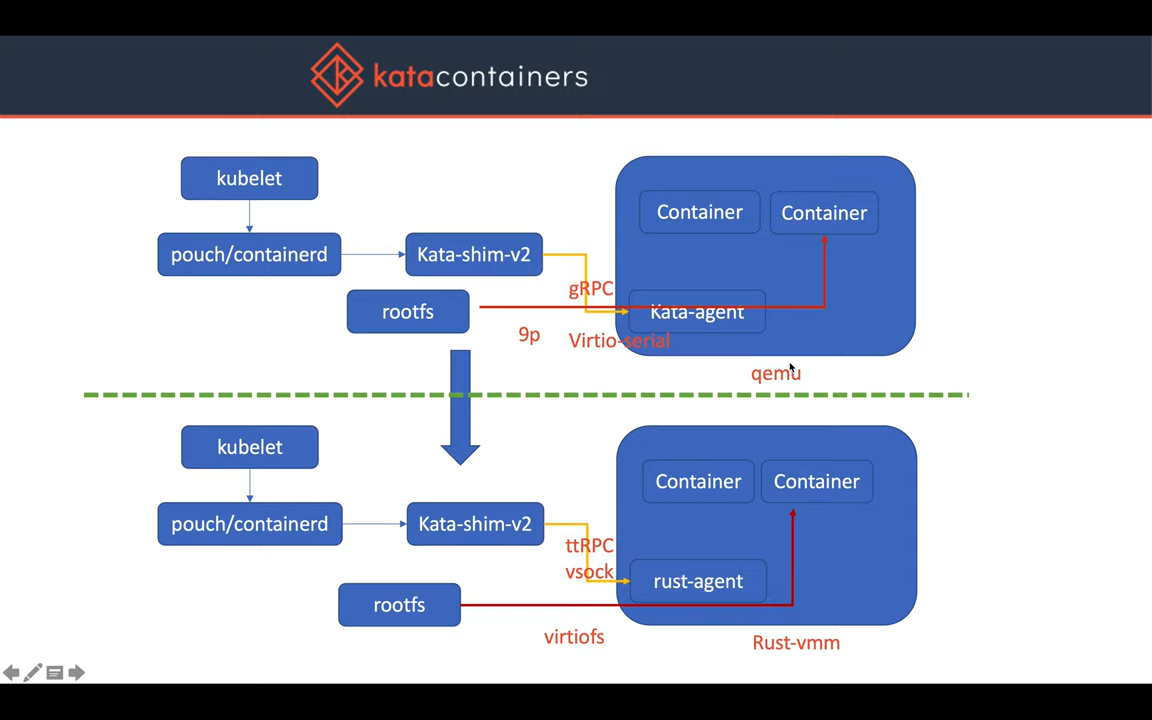 katacontainers
kubelet
pouch/containerd
Kata-shim-v2
rootfs
gRPC
9p
Virtio-serial
Container
Container
Kata-agent
qemu
kubelet
pouch/containerd
Kata-shim-v2
rootfs
ttRPC
vsock
virtiofs
Container
Container
rust-agent
Rust-vmm